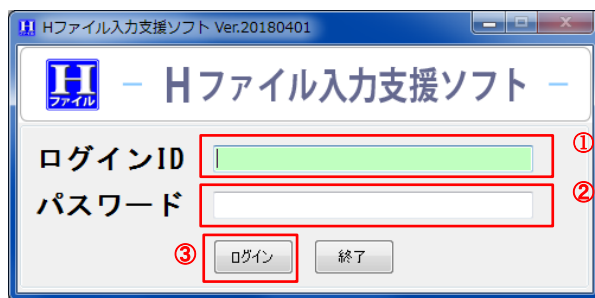 Hファイル入力支援ソフト Ver.20180401
H ファイル － Hファイル入力支援ソフト －
ログインID ①
パスワード ②
③ ログイン 終了